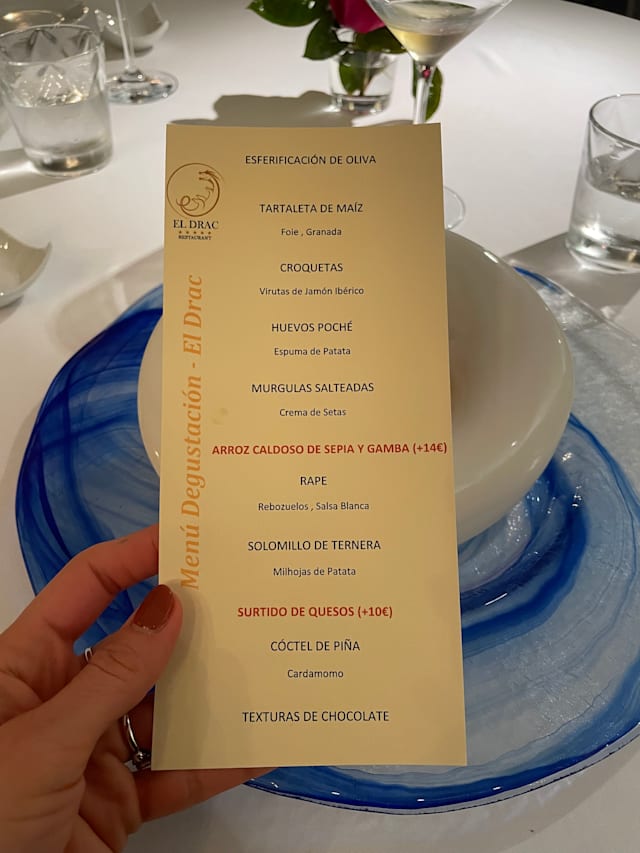 EL DRAC
RESTAURANT
Menú Degustación - El Drac
ESFERIFICACIÓN DE OLIVA
TARTALETA DE MAÍZ
Foie , Granada
CROQUETAS
Virutas de Jamón Ibérico
HUEVOS POCHÉ
Espuma de Patata
MURGULAS SALTEADAS
Crema de Setas
ARROZ CALDOSO DE SEPIA Y GAMBA (+14€)
RAPE
Rebozuelos , Salsa Blanca
SOLOMILLO DE TERNERA
Milhojas de Patata
SURTIDO DE QUESOS (+10€)
CÓCTEL DE PIÑA
Cardamomo
TEXTURAS DE CHOCOLATE